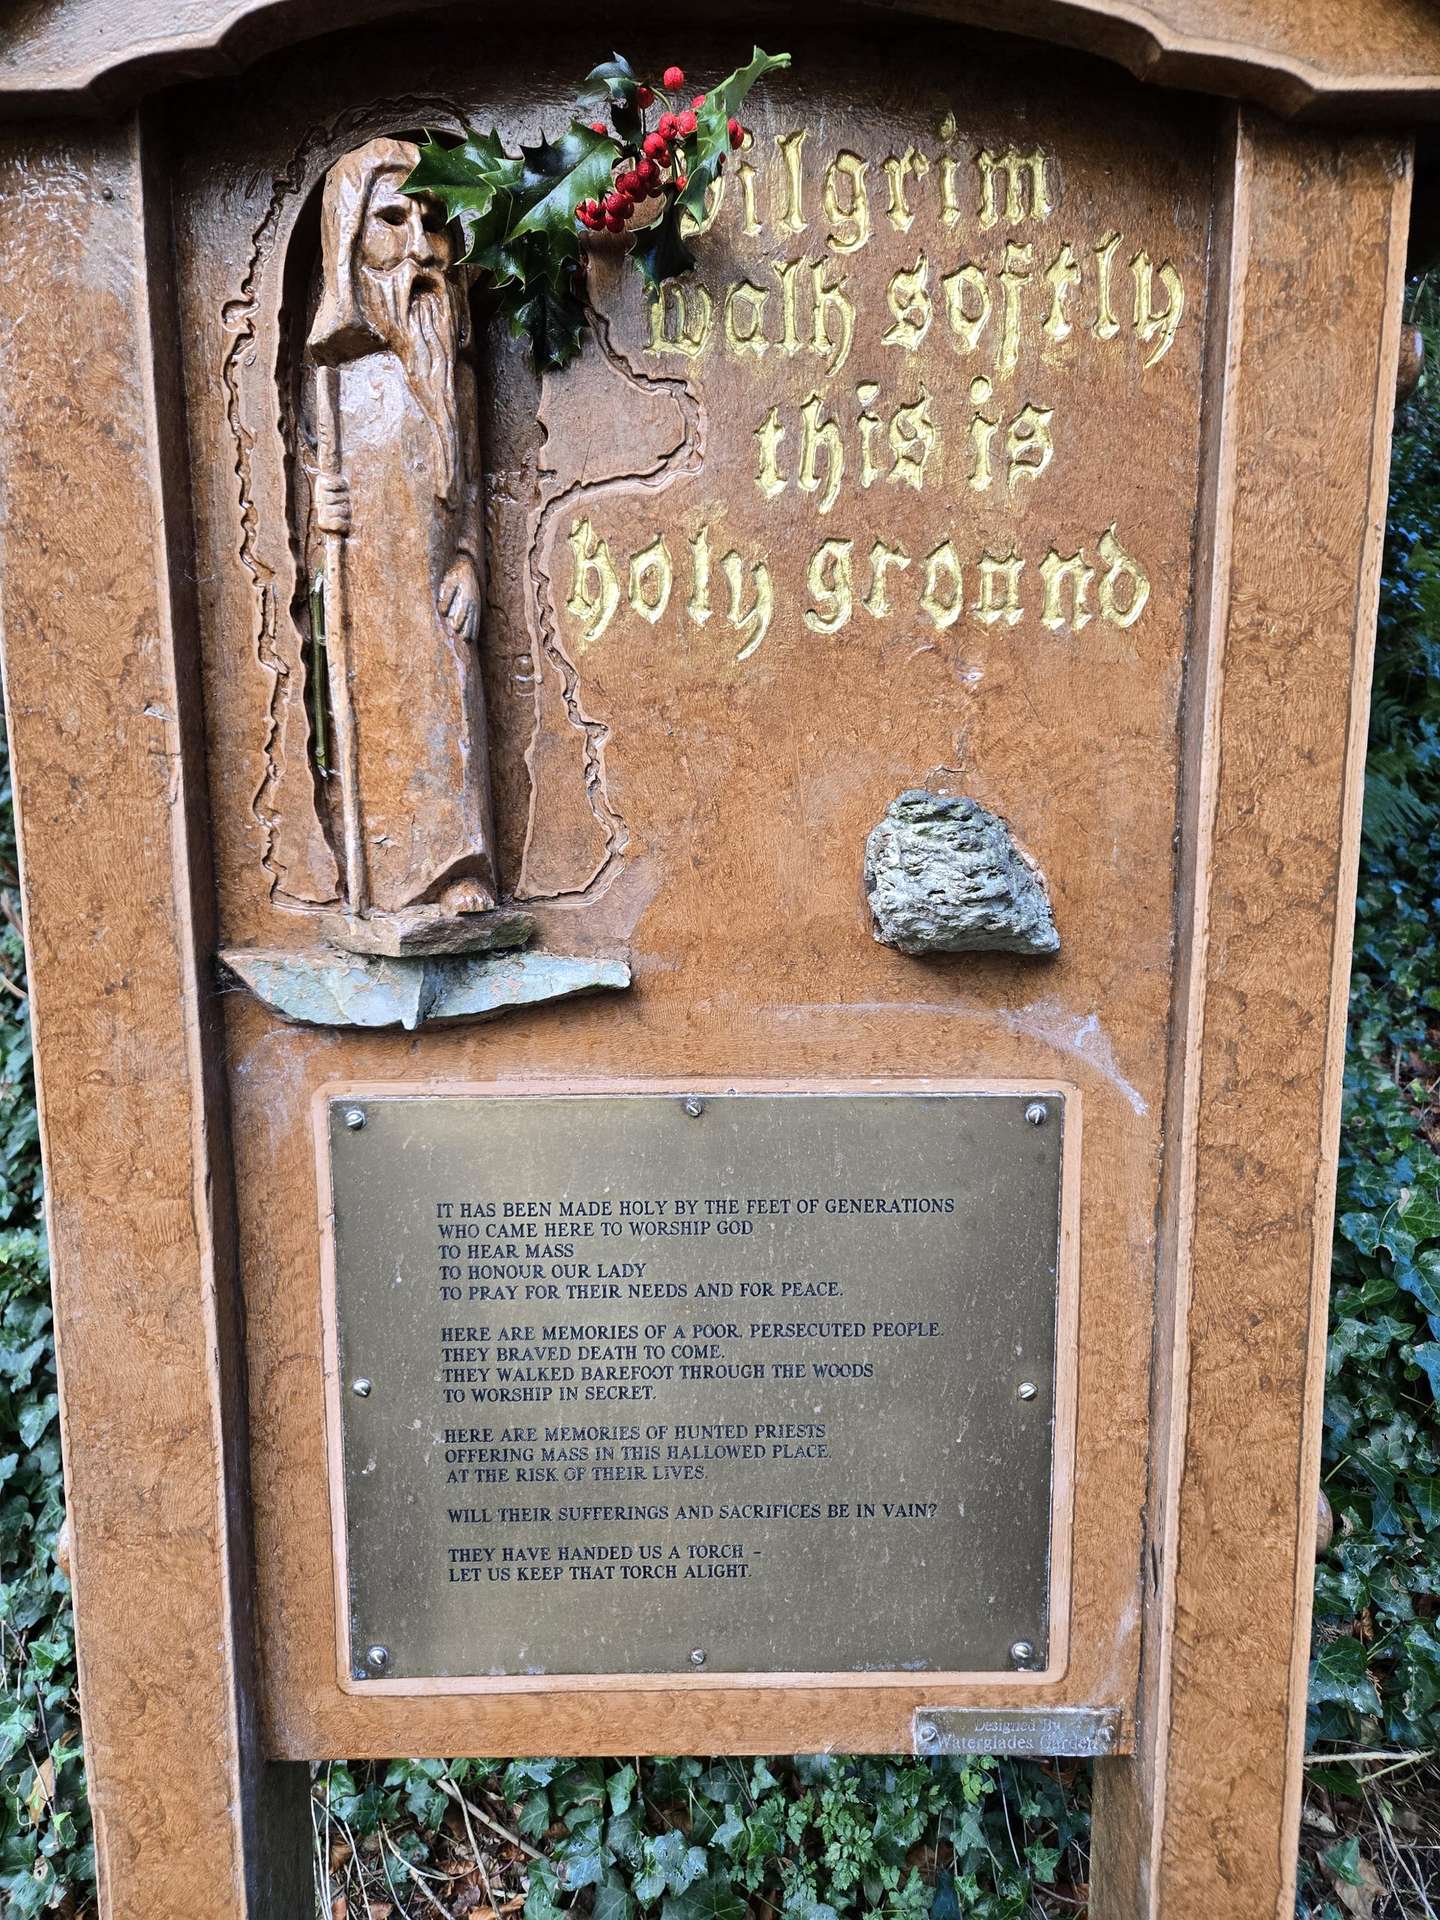 pilgrim
walk softly
this is
holy ground
IT HAS BEEN MADE HOLY BY THE FEET OF GENERATIONS
WHO CAME HERE TO WORSHIP GOD
TO HEAR MASS
TO HONOUR OUR LADY
TO PRAY FOR THEIR NEEDS AND FOR PEACE.
HERE ARE MEMORIES OF A POOR, PERSECUTED PEOPLE.
THEY BRAVED DEATH TO COME.
THEY WALKED BAREFOOT THROUGH THE WOODS
TO WORSHIP IN SECRET.
HERE ARE MEMORIES OF HUNTED PRIESTS
OFFERING MASS IN THIS HALLOWED PLACE.
AT THE RISK OF THEIR LIVES.
WILL THEIR SUFFERINGS AND SACRIFICES BE IN VAIN?
THEY HAVE HANDED US A TORCH –
LET US KEEP THAT TORCH ALIGHT.
Designed By
Waterglades Garden